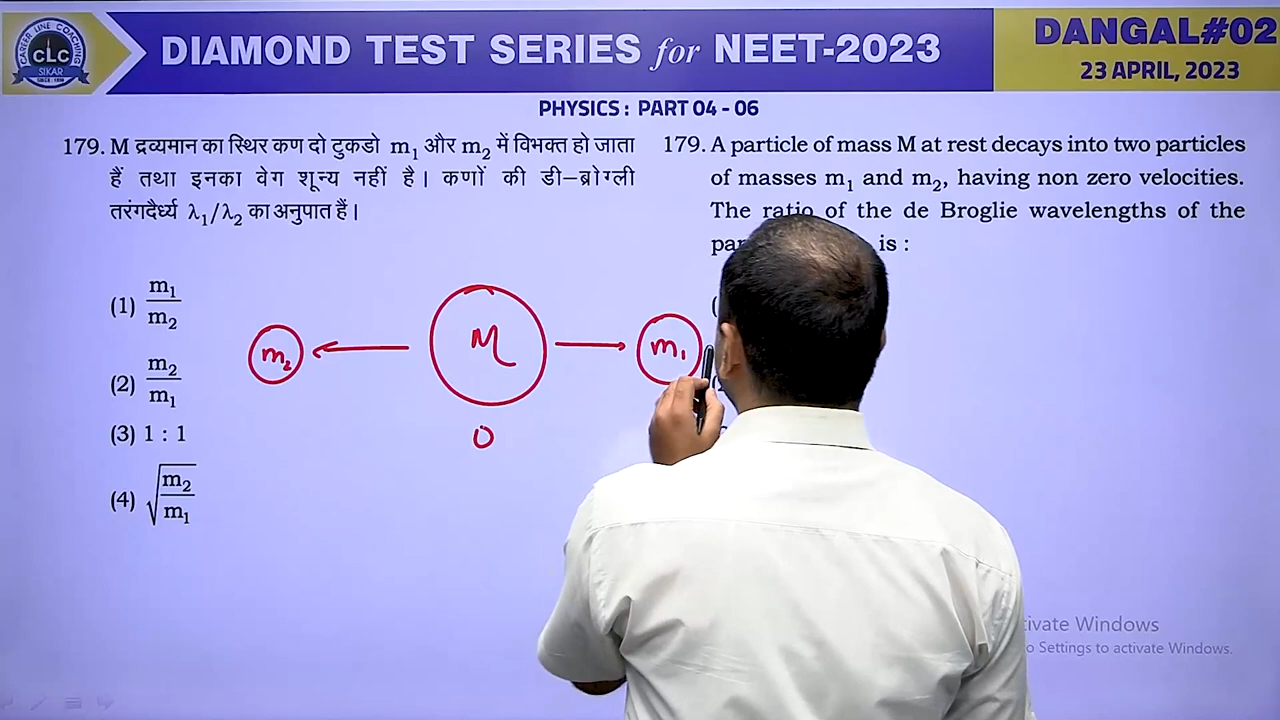 CAREER LINE COACHING
CLC
SIKAR
SINCE : 1996
DIAMOND TEST SERIES for NEET-2023
DANGAL#02
23 APRIL, 2023
PHYSICS : PART 04 - 06
179. M द्रव्यमान का स्थिर कण दो टुकडो m₁ और m₂ में विभक्त हो जाता
हैं तथा इनका वेग शून्य नहीं है। कणों की डी–ब्रोग्ली
तरंगदैर्ध्य λ₁/λ₂ का अनुपात हैं।
(1) m₁/m₂
(2) m₂/m₁
(3) 1 : 1
(4) √(m₂/m₁)
179. A particle of mass M at rest decays into two particles
of masses m₁ and m₂, having non zero velocities.
The ratio of the de Broglie wavelengths of the
is :
m₂
M
m₁
0
Activate Windows
to Settings to activate Windows.